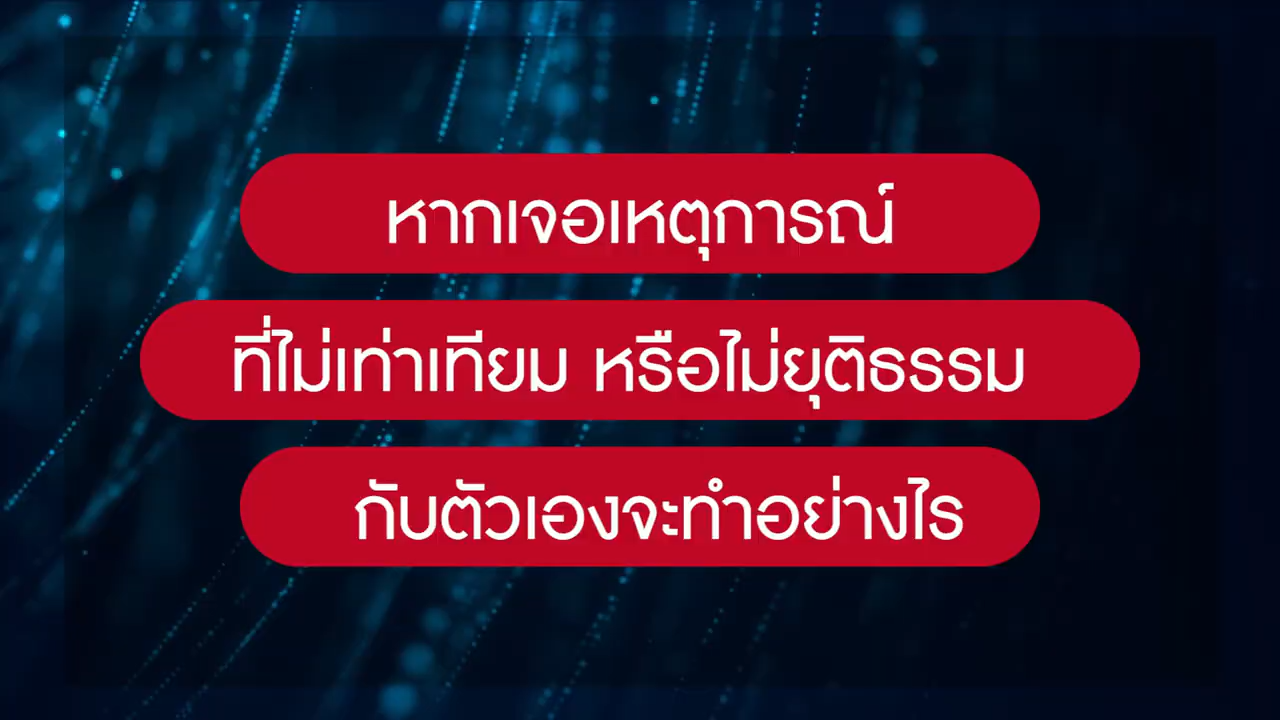 หากเจอเหตุการณ์
ที่ไม่เท่าเทียม หรือไม่ยุติธรรม
กับตัวเองจะทำอย่างไร